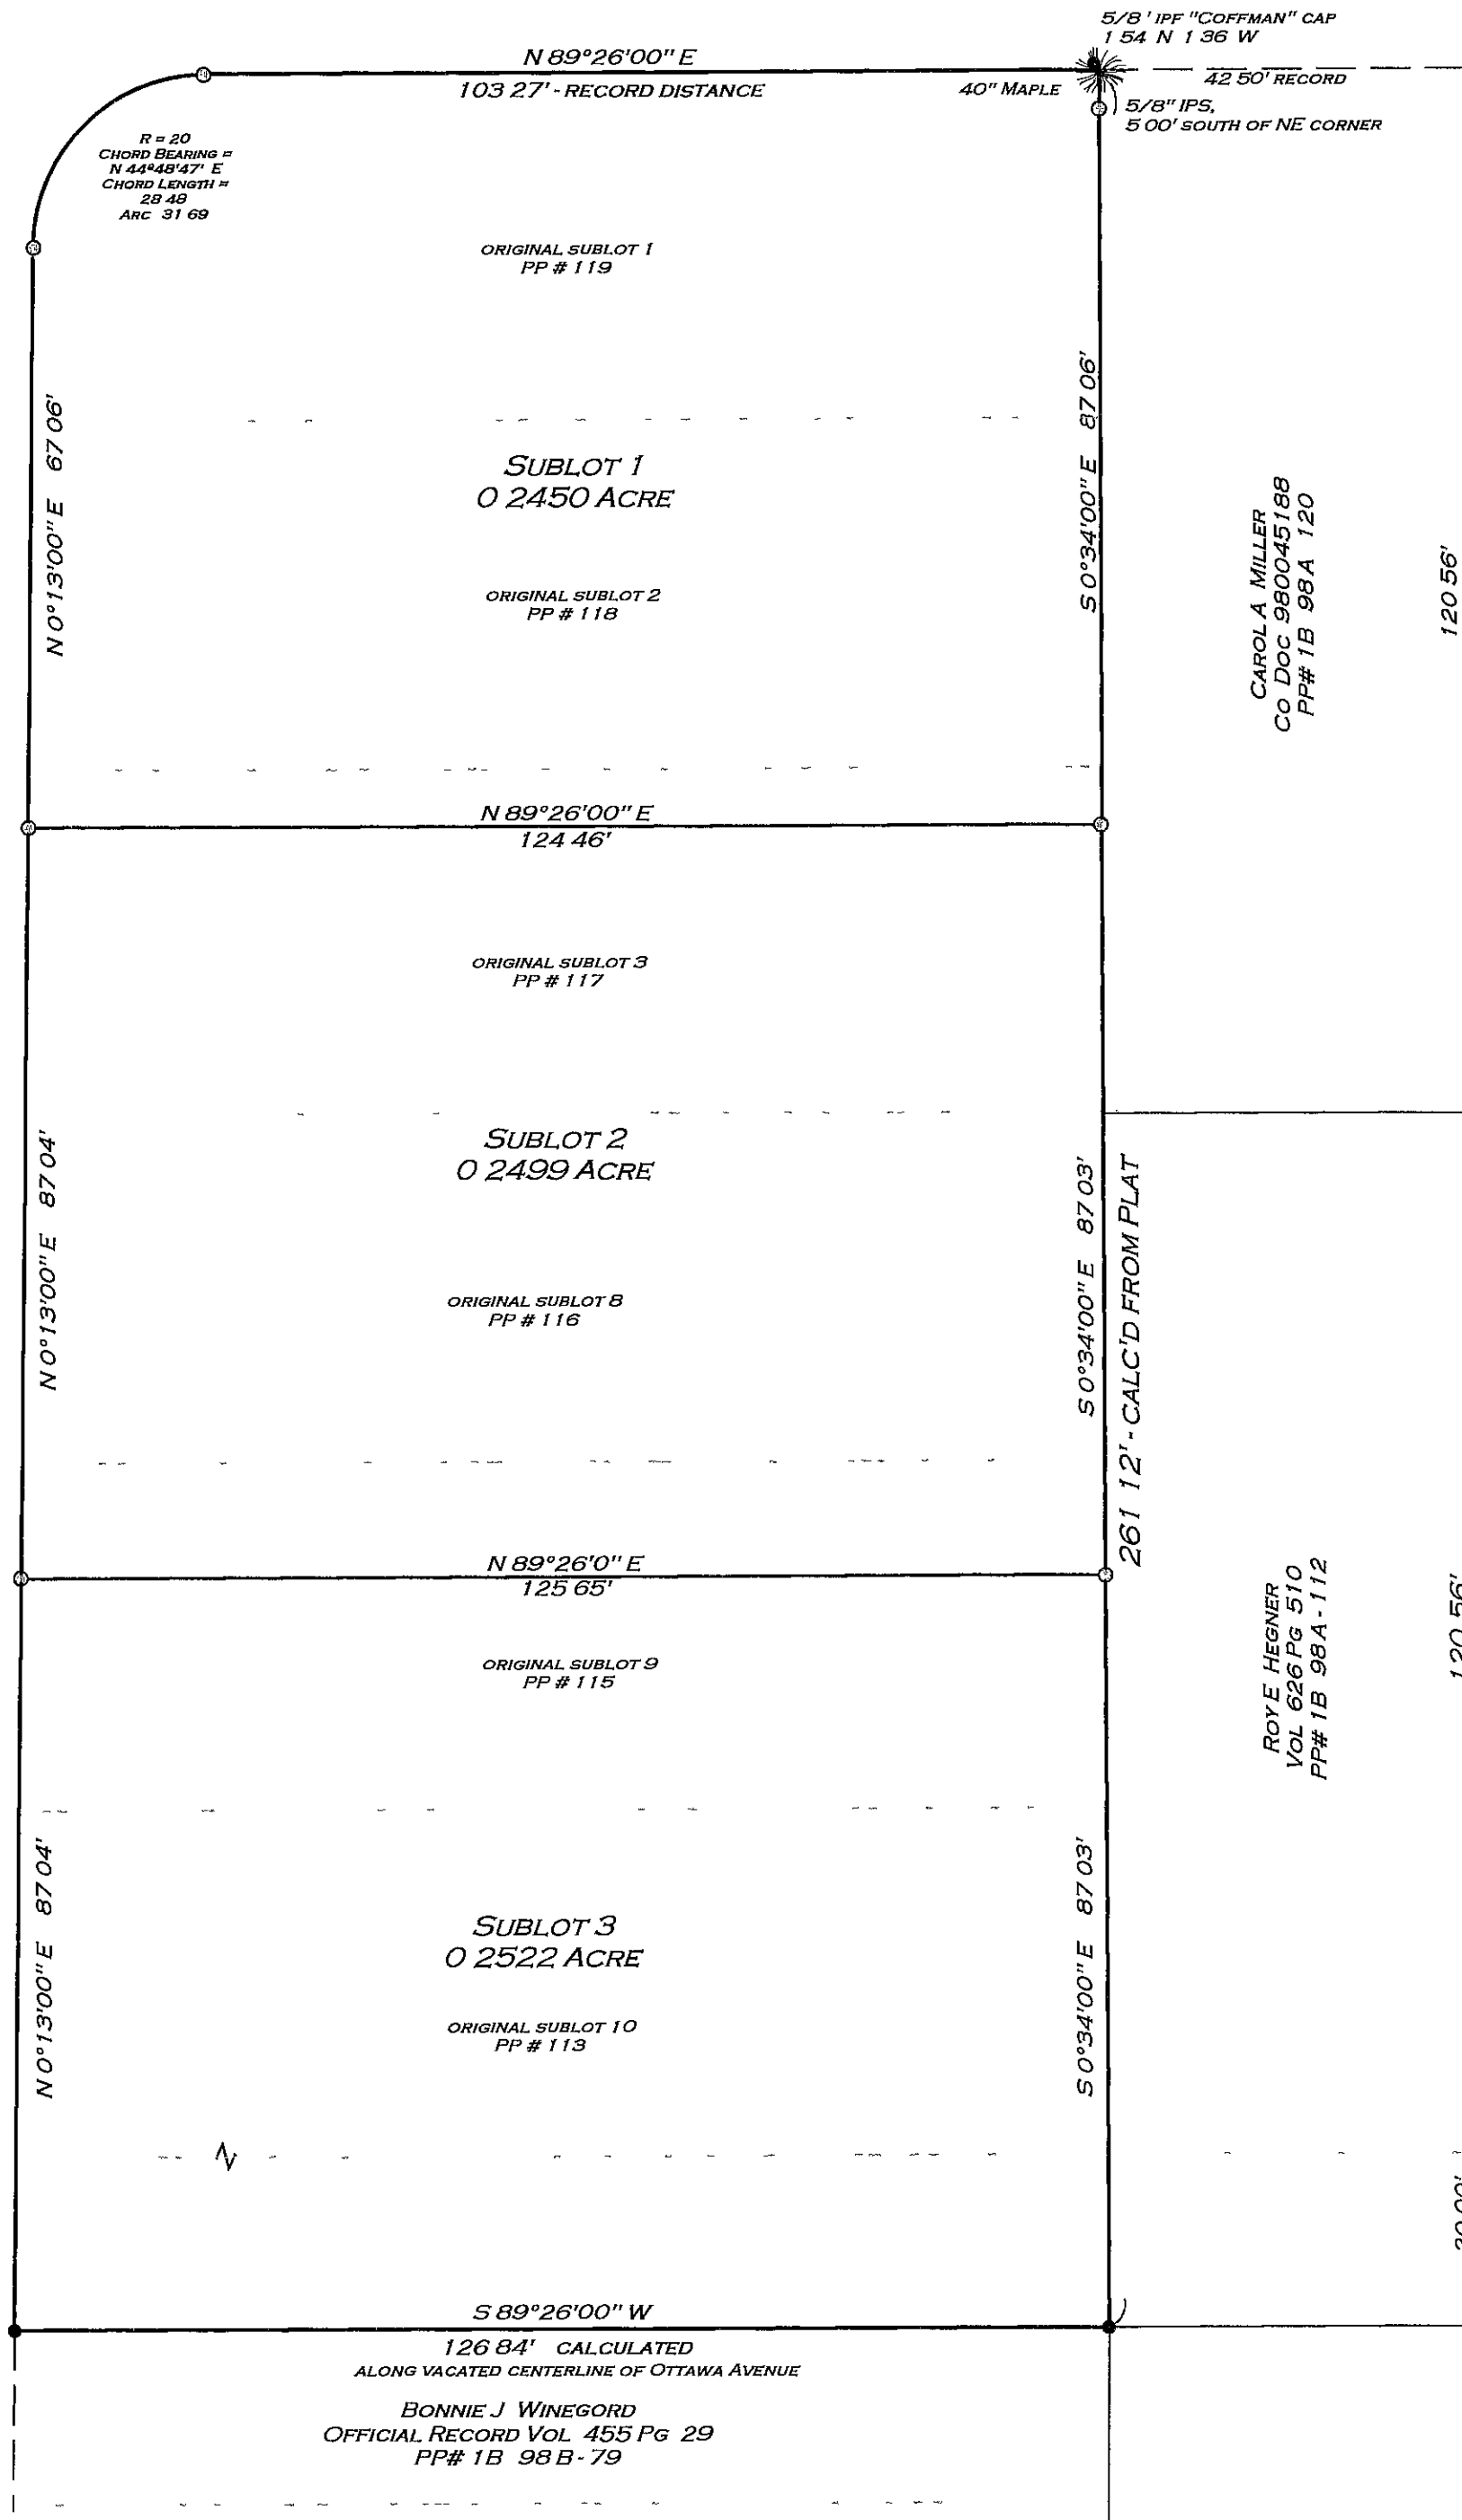 5/8' IPF "COFFMAN" CAP
1 54 N 1 36 W
N 89°26'00" E
103 27' - RECORD DISTANCE
40" MAPLE
42 50' RECORD
5/8" IPS,
5 00' SOUTH OF NE CORNER
R = 20
CHORD BEARING =
N 44°48'47' E
CHORD LENGTH =
28 48
ARC 31 69
ORIGINAL SUBLOT 1
PP # 119
N 0°13'00" E 67 06'
S 0°34'00" E 87 06'
SUBLOT 1
0 2450 ACRE
CAROL A MILLER
CO DOC 980045188
PP# 1B 98A 120
120 56'
ORIGINAL SUBLOT 2
PP # 118
N 89°26'00" E
124 46'
ORIGINAL SUBLOT 3
PP # 117
N 0°13'00" E 87 04'
SUBLOT 2
0 2499 ACRE
S 0°34'00" E 87 03'
261 12' - CALC'D FROM PLAT
ORIGINAL SUBLOT 8
PP # 116
N 89°26'0" E
125 65'
ROY E HEGNER
VOL 626 PG 510
PP# 1B 98A - 112
120 56'
ORIGINAL SUBLOT 9
PP # 115
N 0°13'00" E 87 04'
S 0°34'00" E 87 03'
SUBLOT 3
0 2522 ACRE
ORIGINAL SUBLOT 10
PP # 113
S 89°26'00" W
126 84' CALCULATED
ALONG VACATED CENTERLINE OF OTTAWA AVENUE
BONNIE J WINEGORD
OFFICIAL RECORD VOL 455 PG 29
PP# 1B 98 B - 79